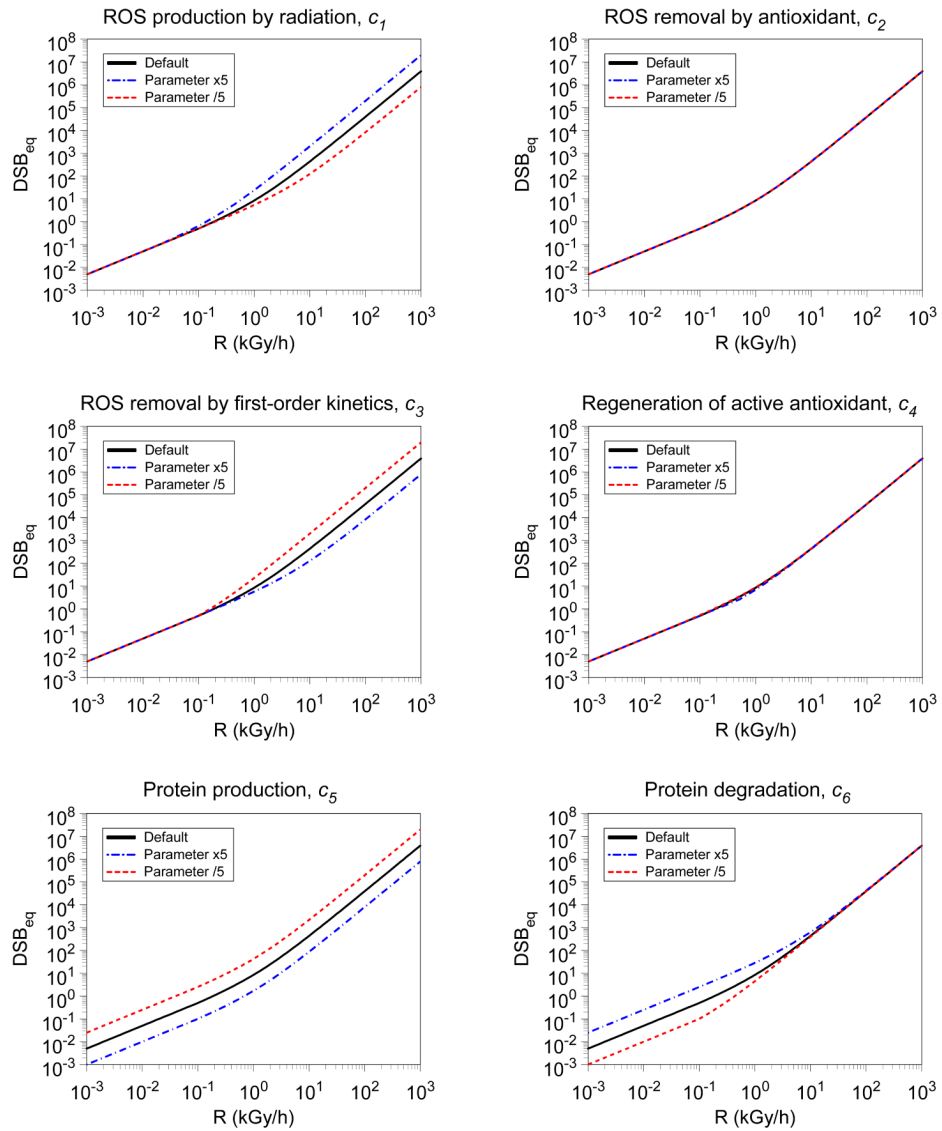 ROS production by radiation, c1
10^8
10^7
10^6
10^5
10^4
10^3
10^2
10^1
10^0
10^-1
10^-2
10^-3
DSBeq
Default
Parameter x5
Parameter /5
10^-3 10^-2 10^-1 10^0 10^1 10^2 10^3
R (kGy/h)
ROS removal by antioxidant, c2
10^8
10^7
10^6
10^5
10^4
10^3
10^2
10^1
10^0
10^-1
10^-2
10^-3
DSBeq
Default
Parameter x5
Parameter /5
10^-3 10^-2 10^-1 10^0 10^1 10^2 10^3
R (kGy/h)
ROS removal by first-order kinetics, c3
10^8
10^7
10^6
10^5
10^4
10^3
10^2
10^1
10^0
10^-1
10^-2
10^-3
DSBeq
Default
Parameter x5
Parameter /5
10^-3 10^-2 10^-1 10^0 10^1 10^2 10^3
R (kGy/h)
Regeneration of active antioxidant, c4
10^8
10^7
10^6
10^5
10^4
10^3
10^2
10^1
10^0
10^-1
10^-2
10^-3
DSBeq
Default
Parameter x5
Parameter /5
10^-3 10^-2 10^-1 10^0 10^1 10^2 10^3
R (kGy/h)
Protein production, c5
10^8
10^7
10^6
10^5
10^4
10^3
10^2
10^1
10^0
10^-1
10^-2
10^-3
DSBeq
Default
Parameter x5
Parameter /5
10^-3 10^-2 10^-1 10^0 10^1 10^2 10^3
R (kGy/h)
Protein degradation, c6
10^8
10^7
10^6
10^5
10^4
10^3
10^2
10^1
10^0
10^-1
10^-2
10^-3
DSBeq
Default
Parameter x5
Parameter /5
10^-3 10^-2 10^-1 10^0 10^1 10^2 10^3
R (kGy/h)